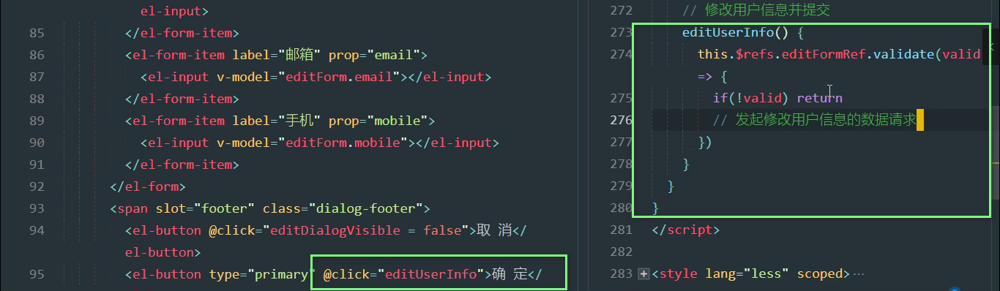 el-input>
85 </el-form-item>
86 <el-form-item label="邮箱" prop="email">
87 <el-input v-model="editForm.email"></el-input>
88 </el-form-item>
89 <el-form-item label="手机" prop="mobile">
90 <el-input v-model="editForm.mobile"></el-input>
91 </el-form-item>
92 </el-form>
93 <span slot="footer" class="dialog-footer">
94 <el-button @click="editDialogVisible = false">取 消</
el-button>
95 <el-button type="primary" @click="editUserInfo">确 定</
272 // 修改用户信息并提交
273 editUserInfo() {
274 this.$refs.editFormRef.validate(valid
=> {
275 if(!valid) return
276 // 发起修改用户信息的数据请求
277 })
278 }
279 }
280 }
281 </script>
282
283 <style lang="less" scoped>…